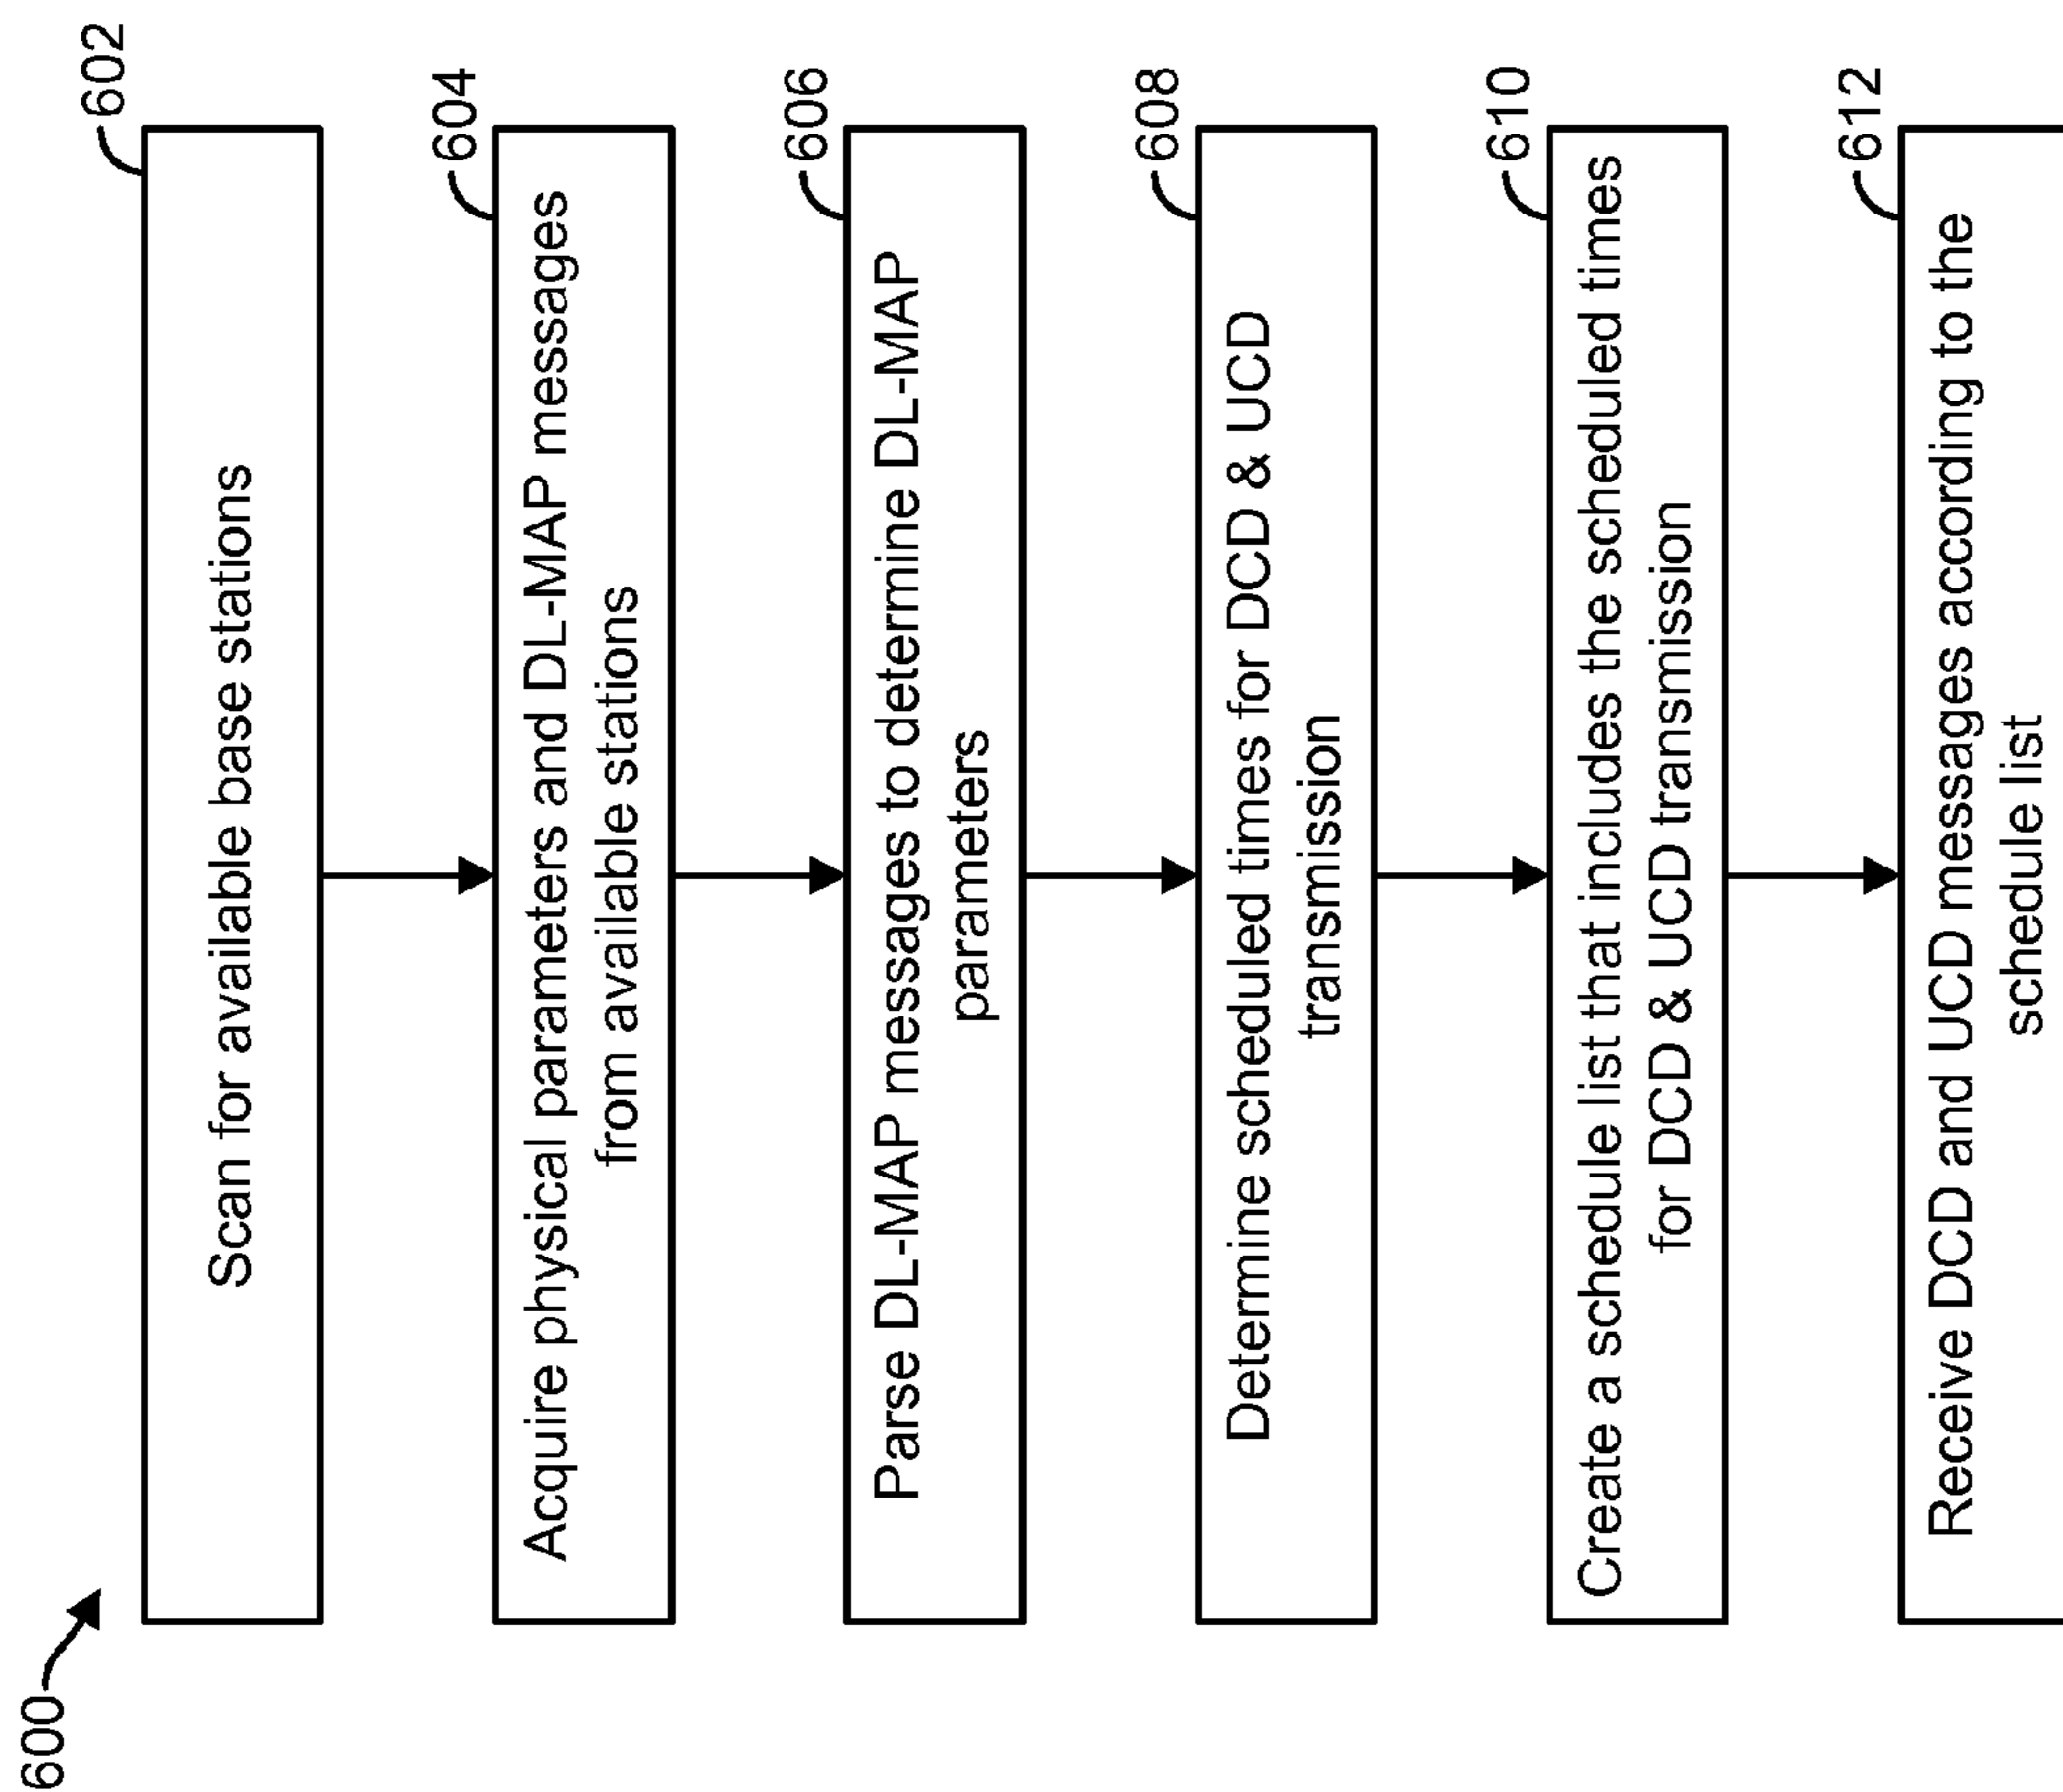 600
602
Scan for available base stations
604
Acquire physical parameters and DL-MAP messages
from available stations
606
Parse DL-MAP messages to determine DL-MAP
parameters
608
Determine scheduled times for DCD & UCD
transmission
610
Create a schedule list that includes the scheduled times
for DCD & UCD transmission
612
Receive DCD and UCD messages according to the
schedule list